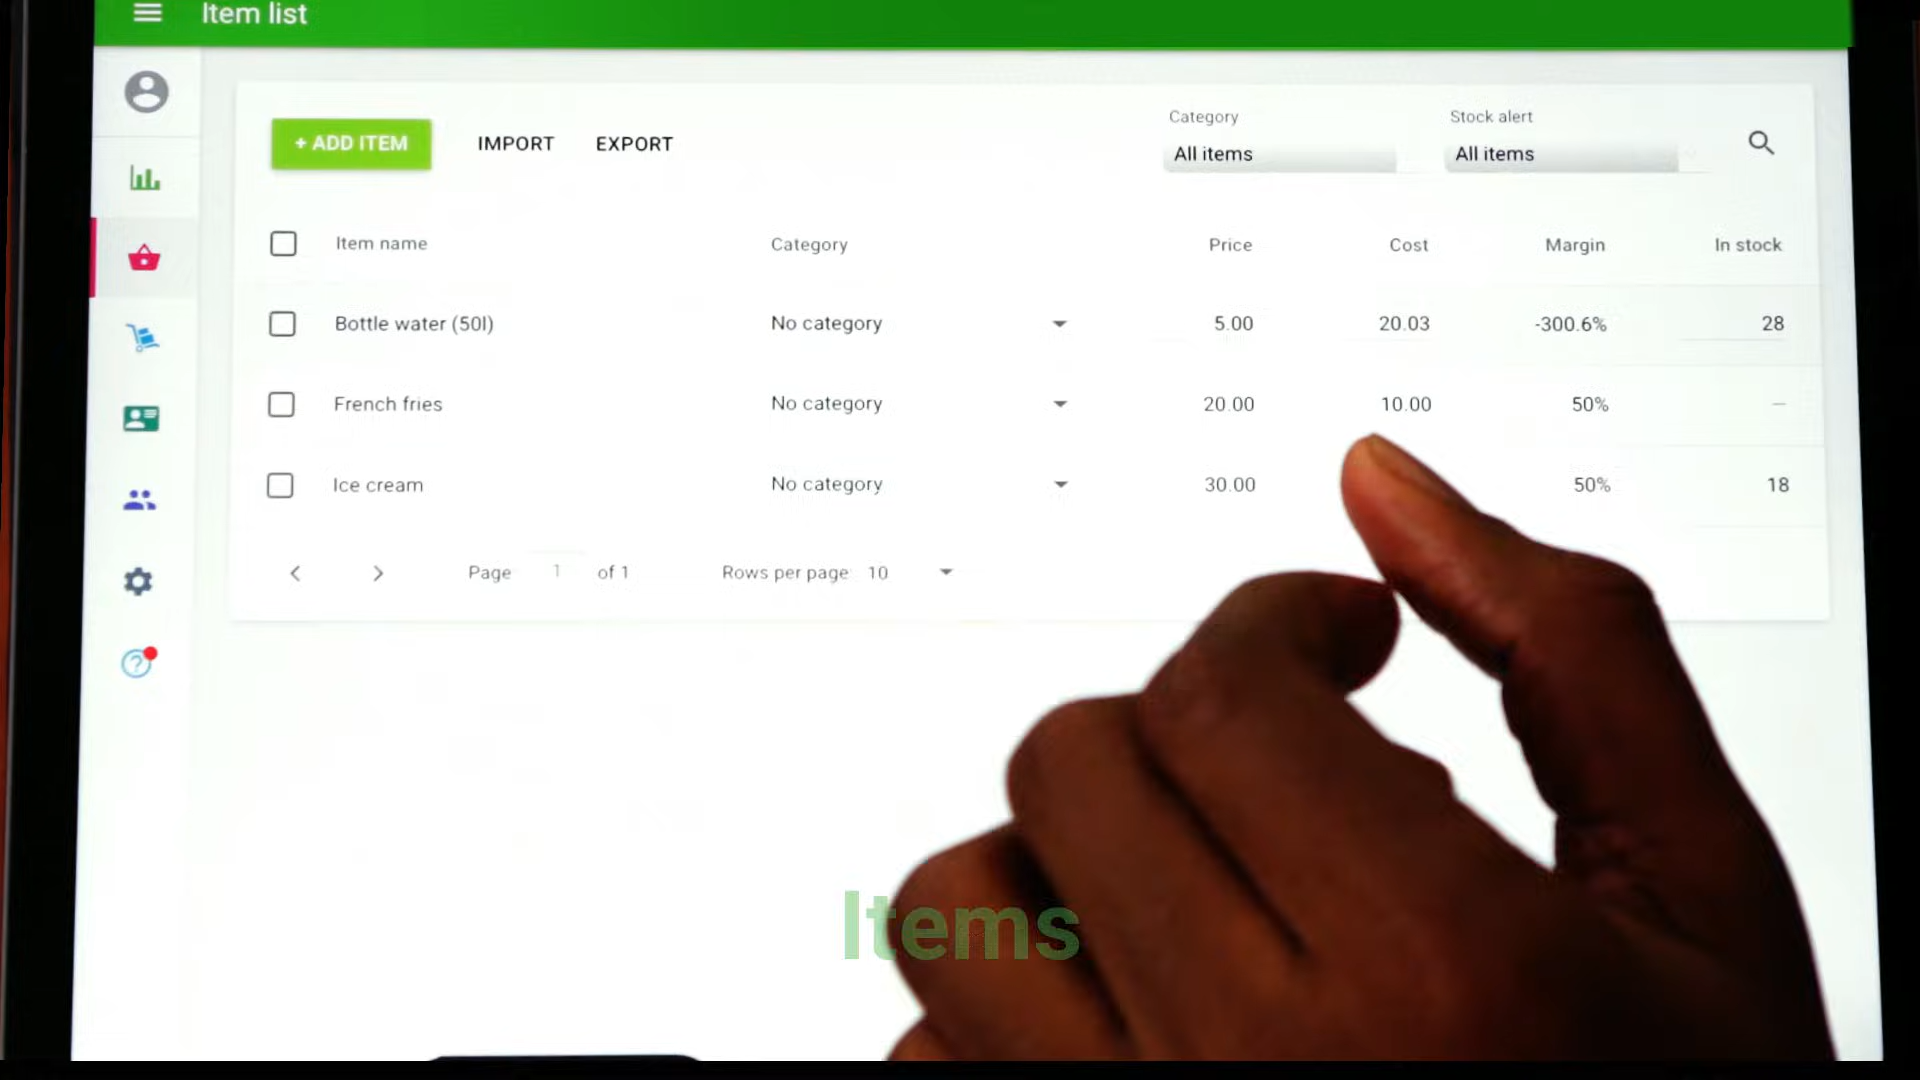 Item list
+ ADD ITEM IMPORT EXPORT Category All items Stock alert All items
Item name Category Price Cost Margin In stock
Bottle water (50l) No category 5.00 20.03 -300.6% 28
French fries No category 20.00 10.00 50% —
Ice cream No category 30.00 50% 18
Page 1 of 1 Rows per page 10
Items